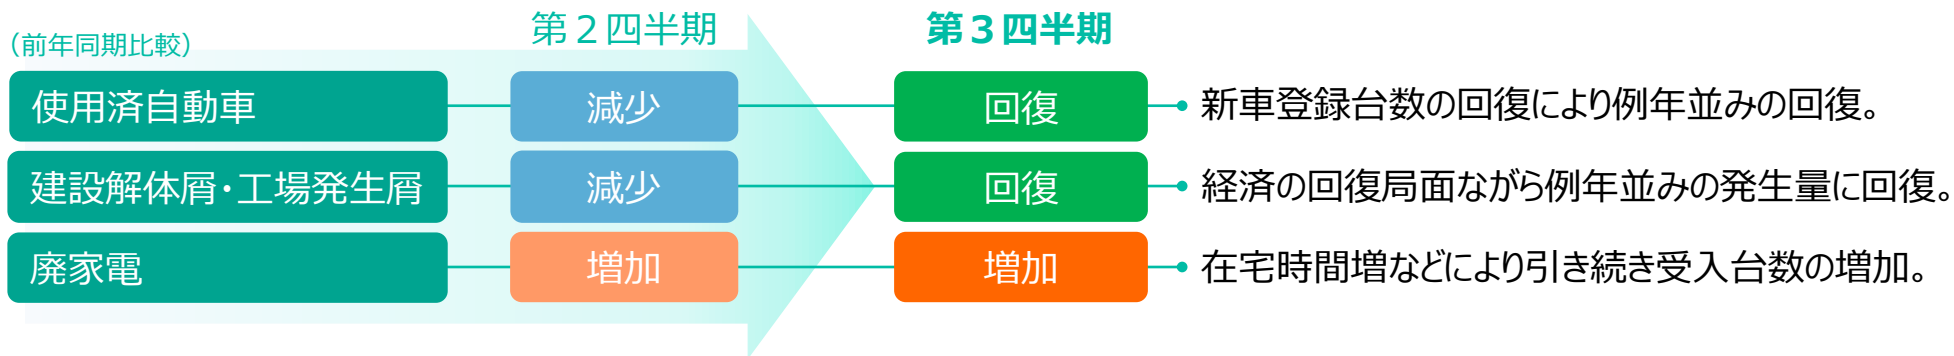 （前年同期比較）
第２四半期
第３四半期
使用済自動車
減少
回復
新車登録台数の回復により例年並みの回復。
建設解体屑・工場発生屑
減少
回復
経済の回復局面ながら例年並みの発生量に回復。
廃家電
増加
増加
在宅時間増などにより引き続き受入台数の増加。